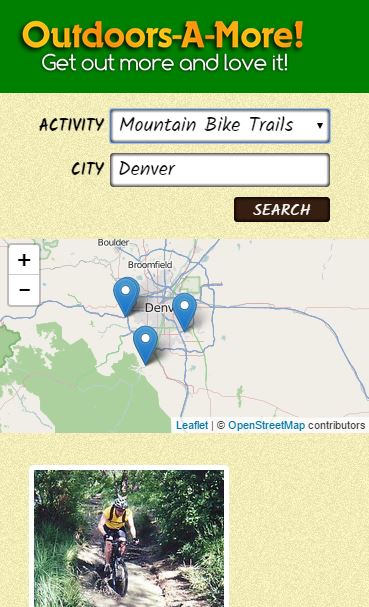 Outdoors-A-More!
Get out more and love it!
ACTIVITY Mountain Bike Trails
CITY Denver
SEARCH
Boulder
+
Broomfield
−
Denv
Leaflet | © OpenStreetMap contributors